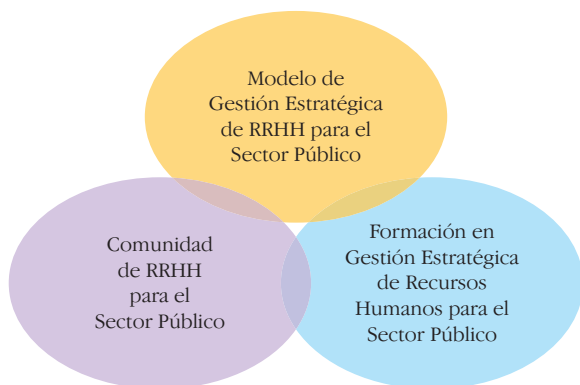 Modelo de
Gestión Estratégica
de RRHH para el
Sector Público
Comunidad
de RRHH
para el
Sector Público
Formación en
Gestión Estratégica
de Recursos
Humanos para el
Sector Público